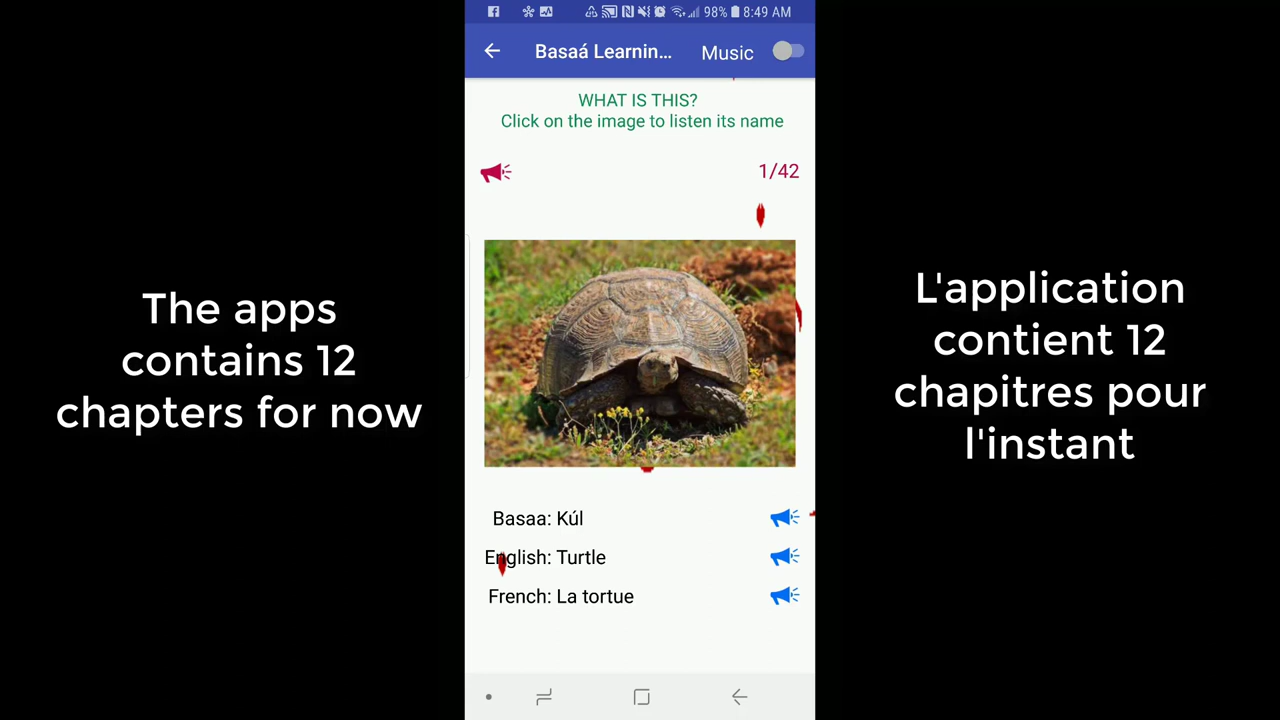 The apps
contains 12
chapters for now
98% 8:49 AM
Basaá Learnin... Music
WHAT IS THIS?
Click on the image to listen its name
1/42
Basaa: Kúl
English: Turtle
French: La tortue
L'application
contient 12
chapitres pour
l'instant